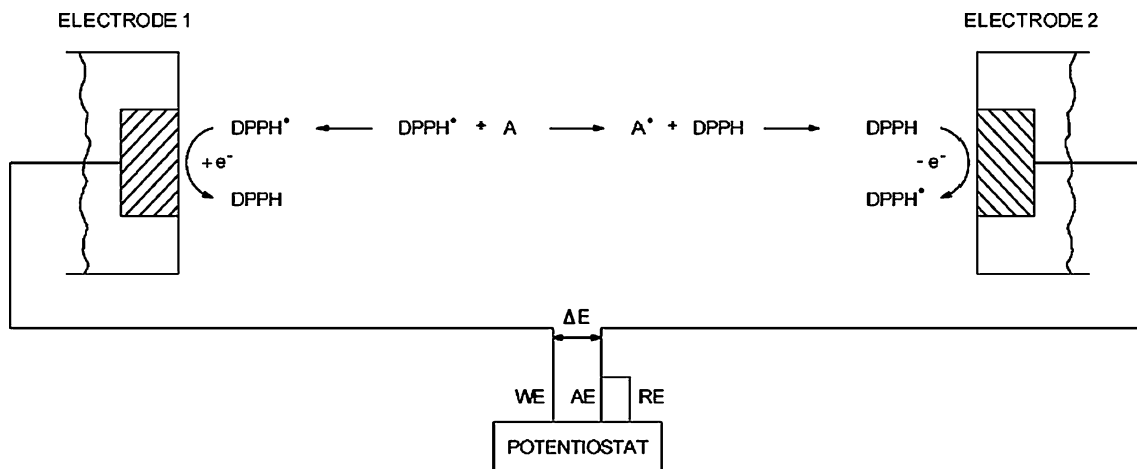 ELECTRODE 1 ELECTRODE 2
DPPH• DPPH• + A A• + DPPH DPPH
+ e- - e-
DPPH DPPH•
ΔE
WE AE RE
POTENTIOSTAT